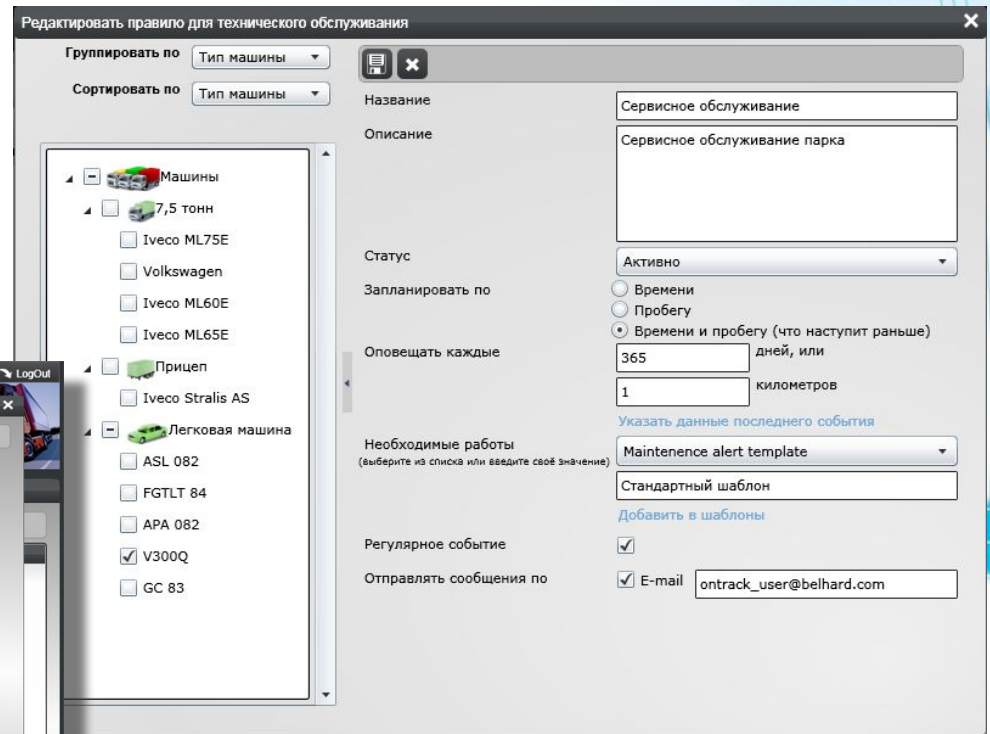 Редактировать правило для технического обслуживания
Группировать по
Тип машины
Сортировать по
Тип машины
Машины
7,5 тонн
Iveco ML75E
Volkswagen
Iveco ML60E
Iveco ML65E
Прицеп
Iveco Stralis AS
Легковая машина
ASL 082
FGTLT 84
APA 082
V300Q
GC 83
LogOut
Название
Сервисное обслуживание
Описание
Сервисное обслуживание парка
Статус
Активно
Запланировать по
Времени
Пробегу
Времени и пробегу (что наступит раньше)
Оповещать каждые
365 дней, или
1 километров
Указать данные последнего события
Необходимые работы
(выберите из списка или введите своё значение)
Maintenence alert template
Стандартный шаблон
Добавить в шаблоны
Регулярное событие
Отправлять сообщения по
E-mail ontrack_user@belhard.com